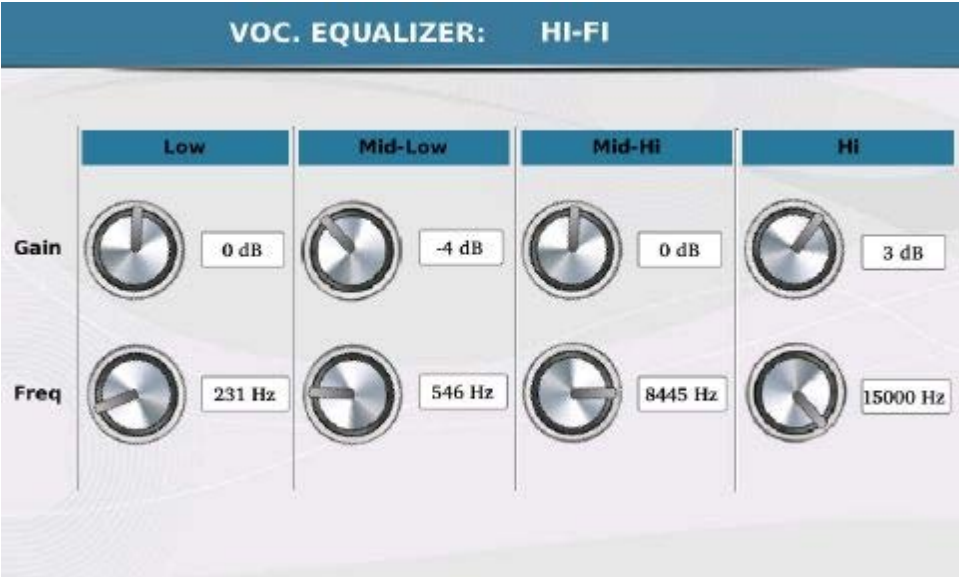 VOC. EQUALIZER: HI-FI
Low Mid-Low Mid-Hi Hi
Gain 0 dB -4 dB 0 dB 3 dB
Freq 231 Hz 546 Hz 8445 Hz 15000 Hz